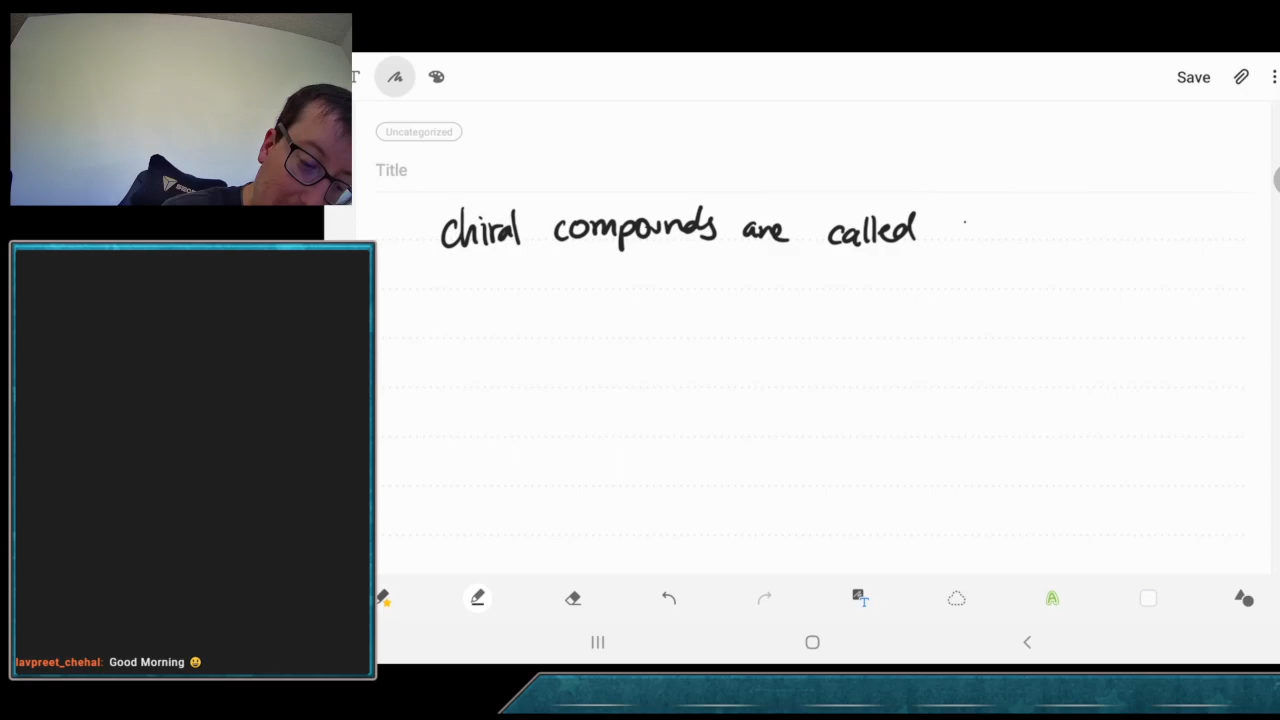 T
Save
Uncategorized
Title
chiral compounds are called
A
T
A
lavpreet_chehal: Good Morning 😃